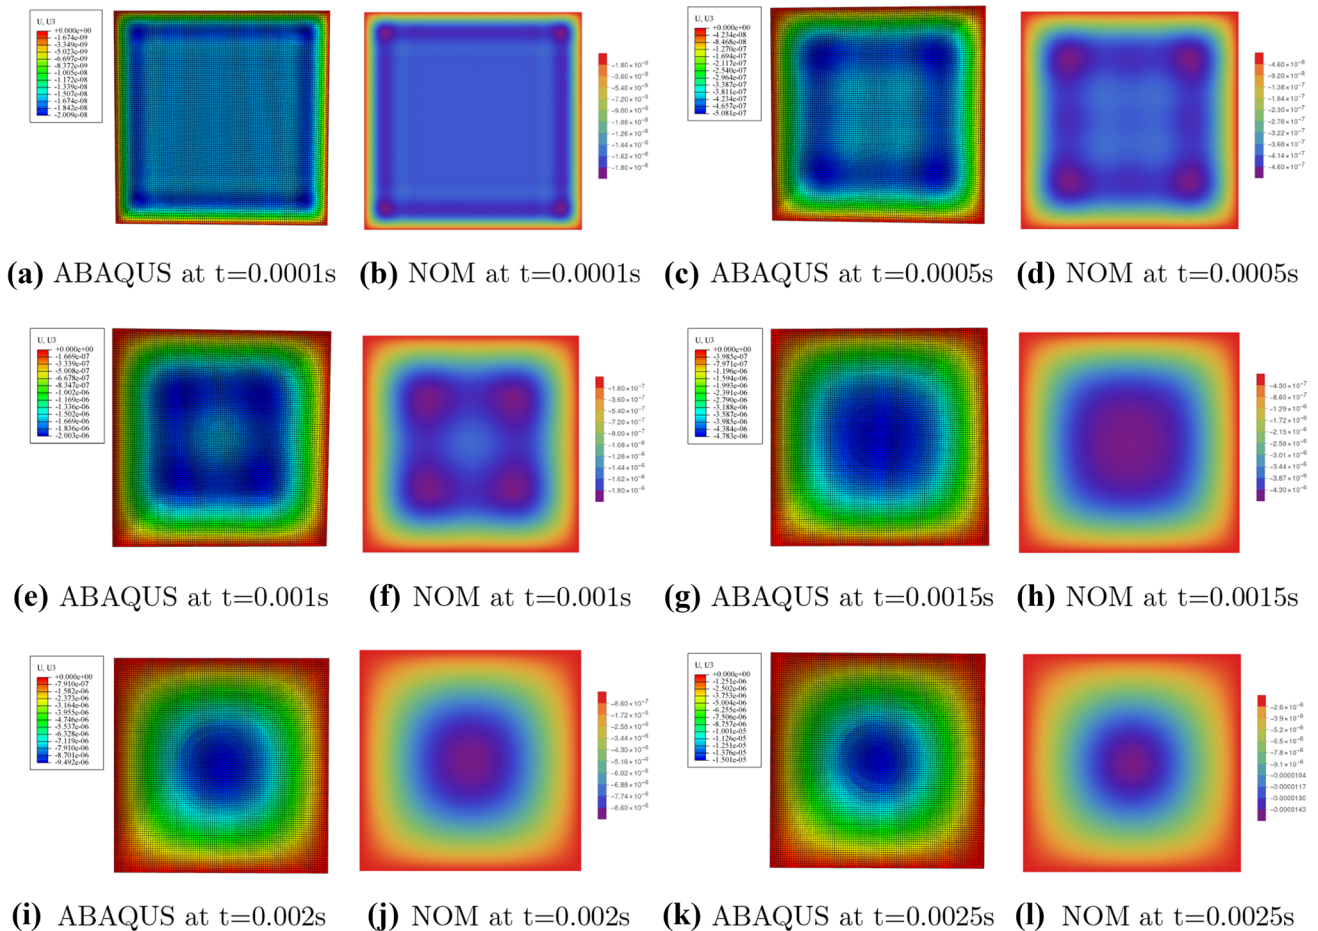 U, U3
+0.000e+00
-1.674e-09
-3.349e-09
-5.023e-09
-6.697e-09
-8.372e-09
-1.005e-08
-1.172e-08
-1.339e-08
-1.507e-08
-1.674e-08
-1.842e-08
-2.009e-08
-1.80×10⁻⁹
-3.60×10⁻⁹
-5.40×10⁻⁹
-7.20×10⁻⁹
-9.00×10⁻⁹
-1.08×10⁻⁸
-1.26×10⁻⁸
-1.44×10⁻⁸
-1.62×10⁻⁸
-1.80×10⁻⁸
U, U3
+0.000e+00
-4.234e-08
-8.468e-08
-1.270e-07
-1.694e-07
-2.117e-07
-2.540e-07
-2.964e-07
-3.387e-07
-3.811e-07
-4.234e-07
-4.657e-07
-5.081e-07
-4.60×10⁻⁸
-9.20×10⁻⁸
-1.38×10⁻⁷
-1.84×10⁻⁷
-2.30×10⁻⁷
-2.76×10⁻⁷
-3.22×10⁻⁷
-3.68×10⁻⁷
-4.14×10⁻⁷
-4.60×10⁻⁷
(a) ABAQUS at t=0.0001s
(b) NOM at t=0.0001s
(c) ABAQUS at t=0.0005s
(d) NOM at t=0.0005s
U, U3
+0.000e+00
-1.669e-07
-3.339e-07
-5.008e-07
-6.678e-07
-8.347e-07
-1.002e-06
-1.169e-06
-1.336e-06
-1.502e-06
-1.669e-06
-1.836e-06
-2.003e-06
-1.80×10⁻⁷
-3.60×10⁻⁷
-5.40×10⁻⁷
-7.20×10⁻⁷
-9.00×10⁻⁷
-1.08×10⁻⁶
-1.26×10⁻⁶
-1.44×10⁻⁶
-1.62×10⁻⁶
-1.80×10⁻⁶
U, U3
+0.000e+00
-3.985e-07
-7.971e-07
-1.196e-06
-1.594e-06
-1.993e-06
-2.391e-06
-2.790e-06
-3.188e-06
-3.587e-06
-3.985e-06
-4.384e-06
-4.783e-06
-4.30×10⁻⁷
-8.60×10⁻⁷
-1.29×10⁻⁶
-1.72×10⁻⁶
-2.15×10⁻⁶
-2.58×10⁻⁶
-3.01×10⁻⁶
-3.44×10⁻⁶
-3.87×10⁻⁶
-4.30×10⁻⁶
(e) ABAQUS at t=0.001s
(f) NOM at t=0.001s
(g) ABAQUS at t=0.0015s
(h) NOM at t=0.0015s
U, U3
+0.000e+00
-7.910e-07
-1.582e-06
-2.373e-06
-3.164e-06
-3.955e-06
-4.746e-06
-5.537e-06
-6.328e-06
-7.119e-06
-7.910e-06
-8.701e-06
-9.492e-06
-8.60×10⁻⁷
-1.72×10⁻⁶
-2.58×10⁻⁶
-3.44×10⁻⁶
-4.30×10⁻⁶
-5.16×10⁻⁶
-6.02×10⁻⁶
-6.88×10⁻⁶
-7.74×10⁻⁶
-8.60×10⁻⁶
U, U3
+0.000e+00
-1.251e-06
-2.502e-06
-3.753e-06
-5.004e-06
-6.255e-06
-7.506e-06
-8.757e-06
-1.001e-05
-1.126e-05
-1.251e-05
-1.376e-05
-1.501e-05
-2.6×10⁻⁶
-3.9×10⁻⁶
-5.2×10⁻⁶
-6.5×10⁻⁶
-7.8×10⁻⁶
-9.1×10⁻⁶
-0.0000104
-0.0000117
-0.0000130
-0.0000143
(i) ABAQUS at t=0.002s
(j) NOM at t=0.002s
(k) ABAQUS at t=0.0025s
(l) NOM at t=0.0025s